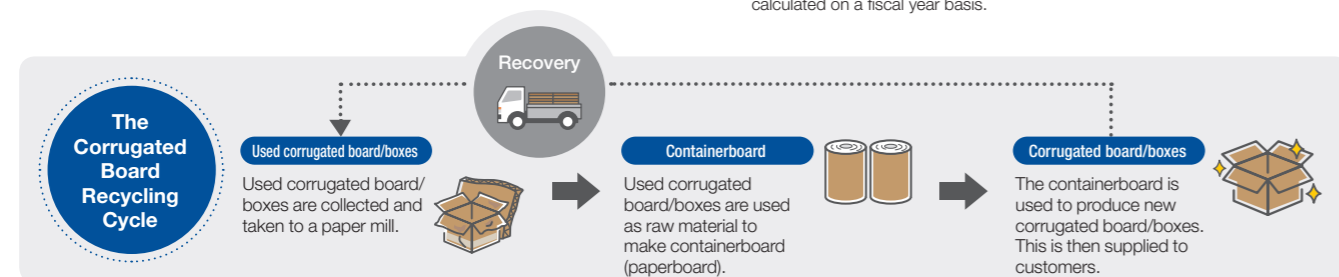 calculated on a fiscal year basis.
Recovery
The
Corrugated
Board
Recycling
Cycle
Used corrugated board/boxes
Used corrugated board/
boxes are collected and
taken to a paper mill.
Containerboard
Used corrugated
board/boxes are used
as raw material to
make containerboard
(paperboard).
Corrugated board/boxes
The containerboard is
used to produce new
corrugated board/boxes.
This is then supplied to
customers.